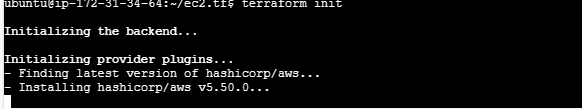 ubuntu@ip-172-31-34-64:~/ec2.tf$ terraform init
Initializing the backend...
Initializing provider plugins...
- Finding latest version of hashicorp/aws...
- Installing hashicorp/aws v5.50.0...